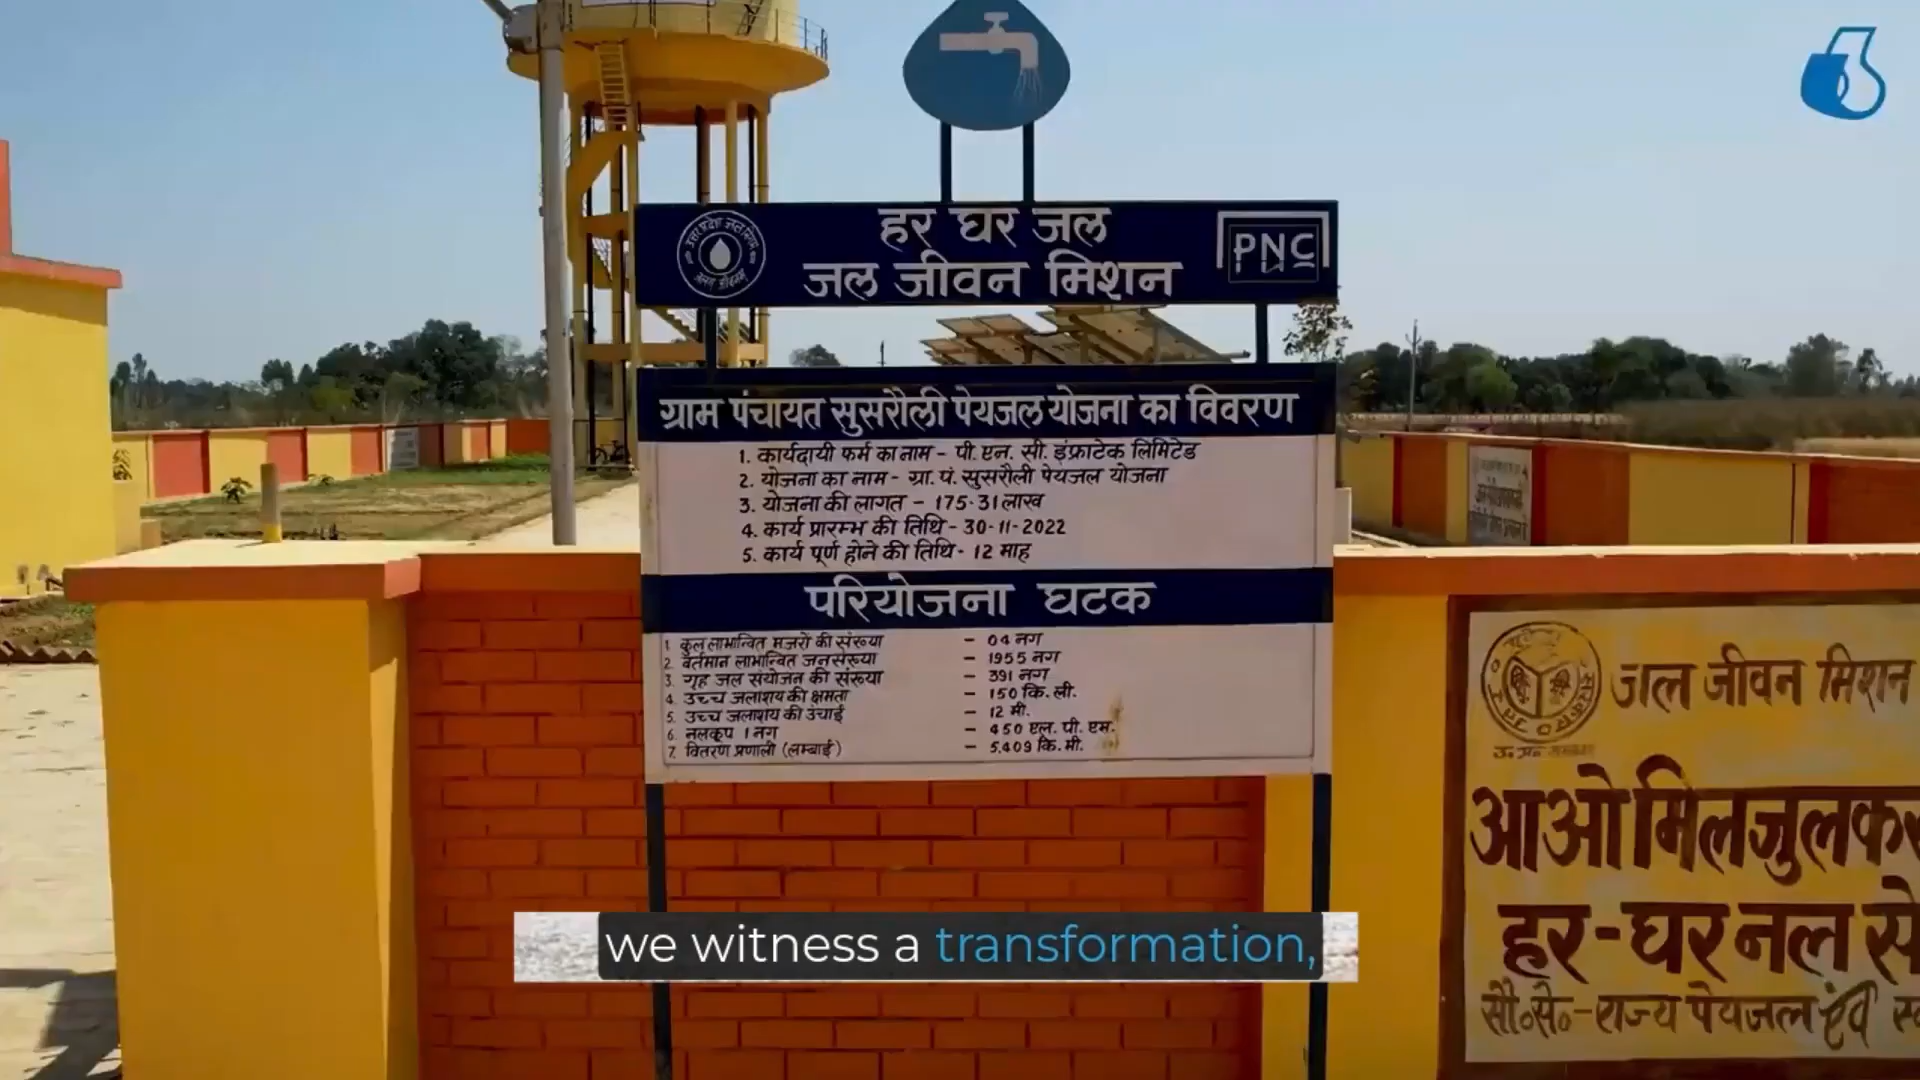 हर घर जल
जल जीवन मिशन
PNC
ग्राम पंचायत सुसरौली पेयजल योजना का विवरण
1. कार्यदायी फर्म का नाम - पी. एन. सी. इंफ्राटेक लिमिटेड
2. योजना का नाम - ग्रा. पं. सुसरौली पेयजल योजना
3. योजना की लागत - 175.31 लाख
4. कार्य प्रारम्भ की तिथि - 30-11-2022
5. कार्य पूर्ण होने की तिथि - 12 माह
परियोजना घटक
1. कुल लाभान्वित मजरों की संख्या - 04 नग
2. वर्तमान लाभान्वित जनसंख्या - 1955 नग
3. गृह जल संयोजन की संख्या - 391 नग
4. उच्च जलाशय की क्षमता - 150 कि. ली.
5. उच्च जलाशय की उंचाई - 12 मी.
6. नलकूप 1 नग - 450 एल. पी. एम.
7. वितरण प्रणाली (लम्बाई) - 5.409 कि. मी.
जल जीवन मिशन
आओ मिलजुलकर
हर-घर नल से
सौ०से०-राज्य पेयजल एंव
we witness a transformation,